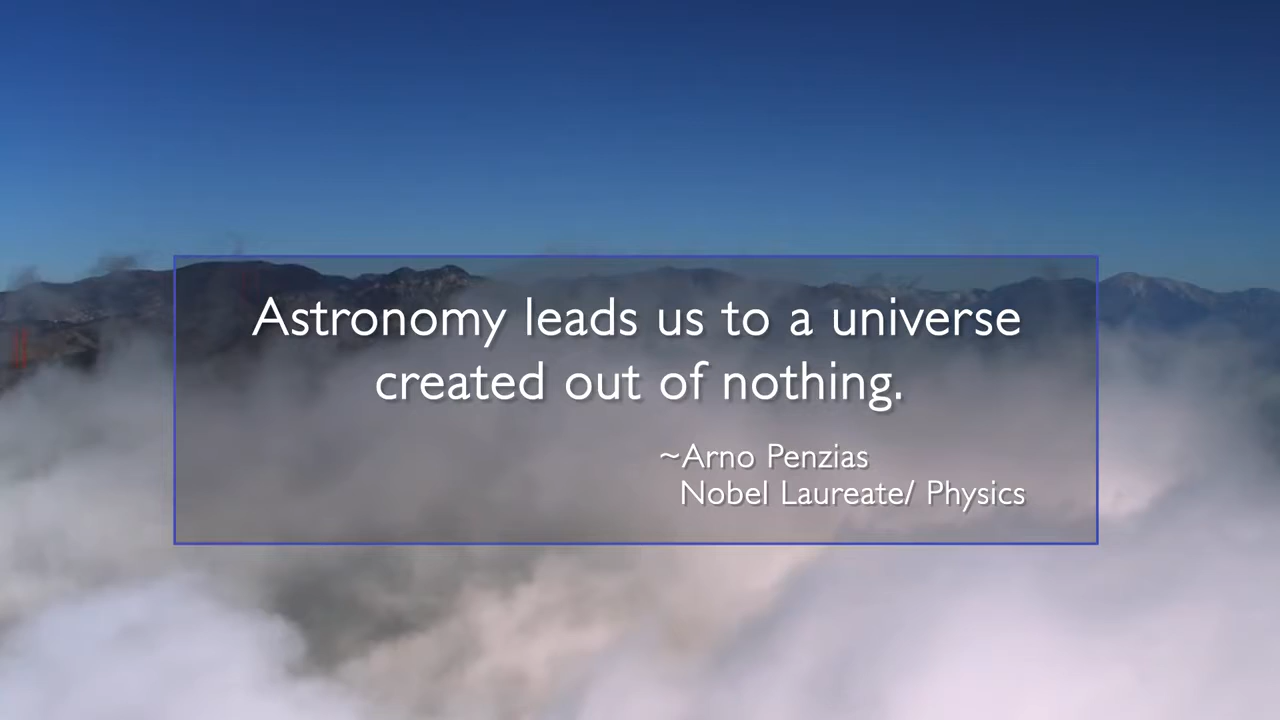 Astronomy leads us to a universe
created out of nothing.
~Arno Penzias
Nobel Laureate/ Physics